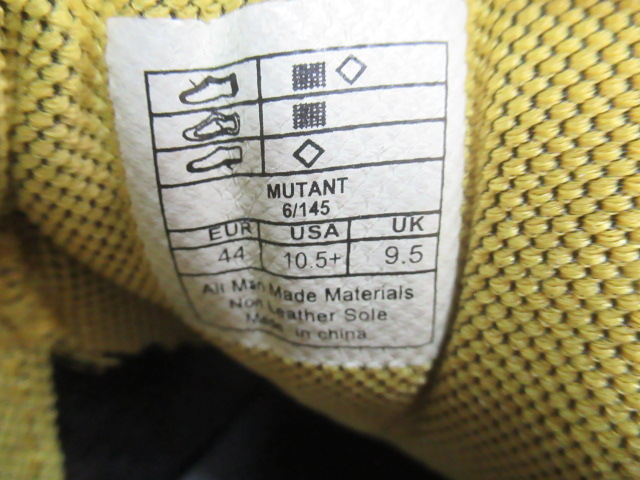 MUTANT
6/145
EUR USA UK
44 10.5+ 9.5
All Man Made Materials
Non Leather Sole
Made in china